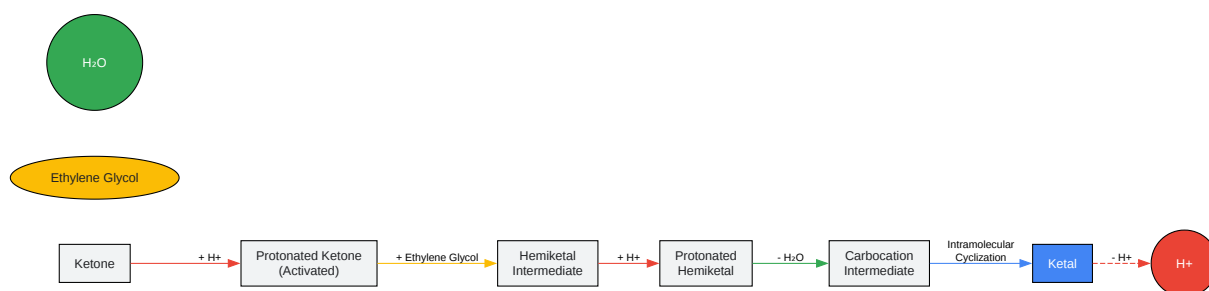 H₂O
Ethylene Glycol
Ketone
+ H+
Protonated Ketone
(Activated)
+ Ethylene Glycol
Hemiketal
Intermediate
+ H+
Protonated
Hemiketal
- H₂O
Carbocation
Intermediate
Intramolecular
Cyclization
Ketal
- H+
H+